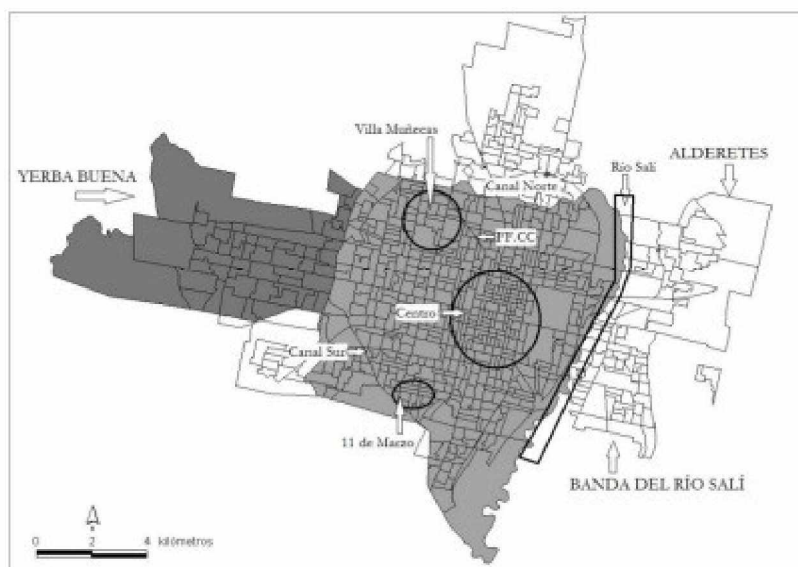 Villa Muñecas
ALDERETES
Río Salí
YERBA BUENA
Canal Norte
FF.CC
Centro
Canal Sur
11 de Marzo
BANDA DEL RÍO SALÍ
0 2 4 kilómetros